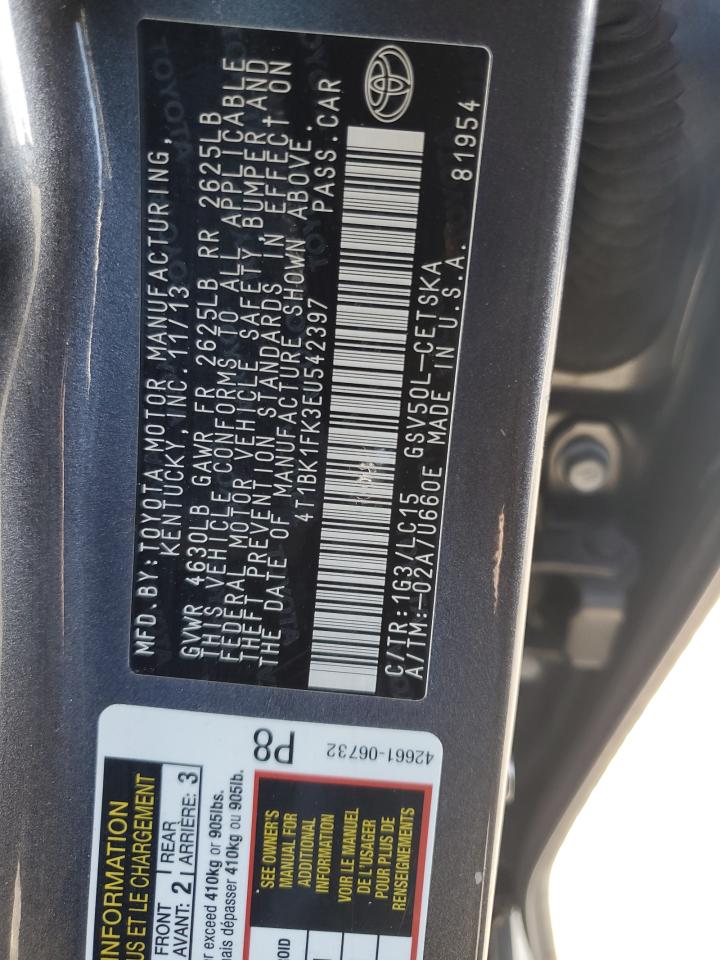 MFD.BY:TOYOTA MOTOR MANUFACTURING,
KENTUCKY, INC.11/13
GVWR 4630LB GAWR FR 2625LB RR 2625LB
THIS VEHICLE CONFORMS TO ALL APPLICABLE
FEDERAL MOTOR VEHICLE SAFETY, BUMPER AND
THEFT PREVENTION STANDARDS IN EFFECT ON
THE DATE OF MANUFACTURE SHOWN ABOVE.
4T1BK1FK3EU542397 PASS.CAR
C/TR:1G3/LC15 GSV50L-CETSKA
A/TM:-02A/U660E MADE IN U.S.A. 81954
INFORMATION
US ET LE CHARGEMENT
FRONT
AVANT: 2
REAR
ARRIÈRE: 3
er exceed 410kg or 905lbs.
mais dépasser 410kg ou 905lb.
P8
42661-06732
SEE OWNER'S
MANUAL FOR
ADDITIONAL
INFORMATION
VOIR LE MANUEL
DE L'USAGER
POUR PLUS DE
RENSEIGNEMENTS
ROID